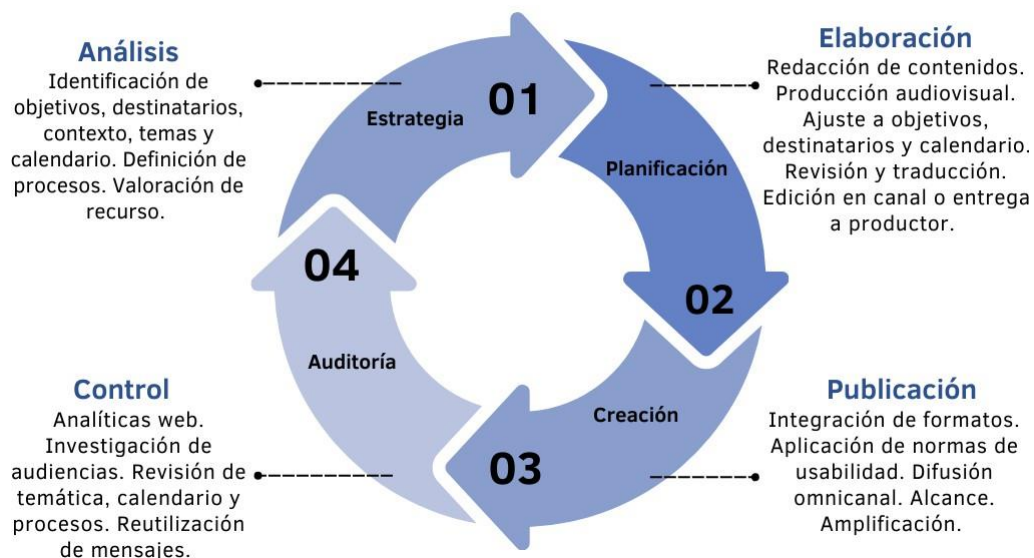 Análisis
Identificación de
objetivos, destinatarios,
contexto, temas y
calendario. Definición de
procesos. Valoración de
recurso.
Estrategia
01
Elaboración
Redacción de contenidos.
Producción audiovisual.
Ajuste a objetivos,
destinatarios y calendario.
Revisión y traducción.
Edición en canal o entrega
a productor.
Planificación
02
04
Auditoría
Control
Analíticas web.
Investigación de
audiencias. Revisión de
temática, calendario y
procesos. Reutilización
de mensajes.
Creación
03
Publicación
Integración de formatos.
Aplicación de normas de
usabilidad. Difusión
omnicanal. Alcance.
Amplificación.